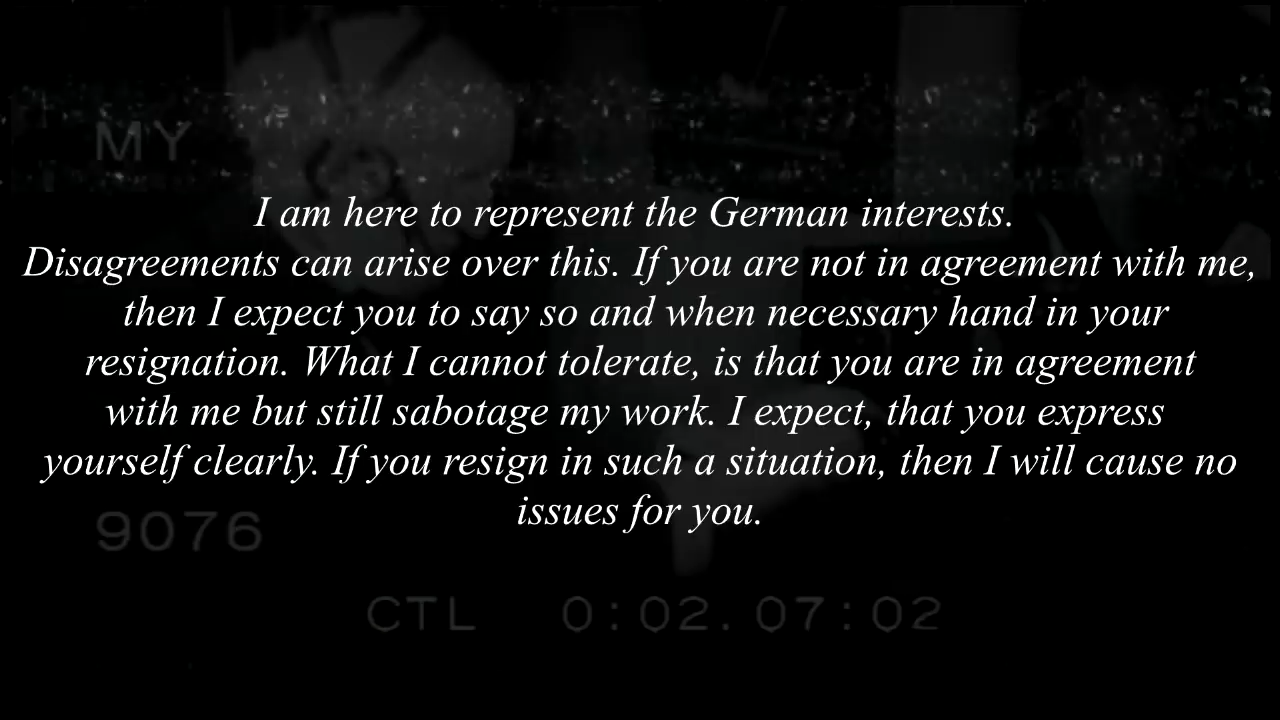 MY
I am here to represent the German interests.
Disagreements can arise over this. If you are not in agreement with me,
then I expect you to say so and when necessary hand in your
resignation. What I cannot tolerate, is that you are in agreement
with me but still sabotage my work. I expect, that you express
yourself clearly. If you resign in such a situation, then I will cause no
issues for you.
9076
CTL 0:02.07:02